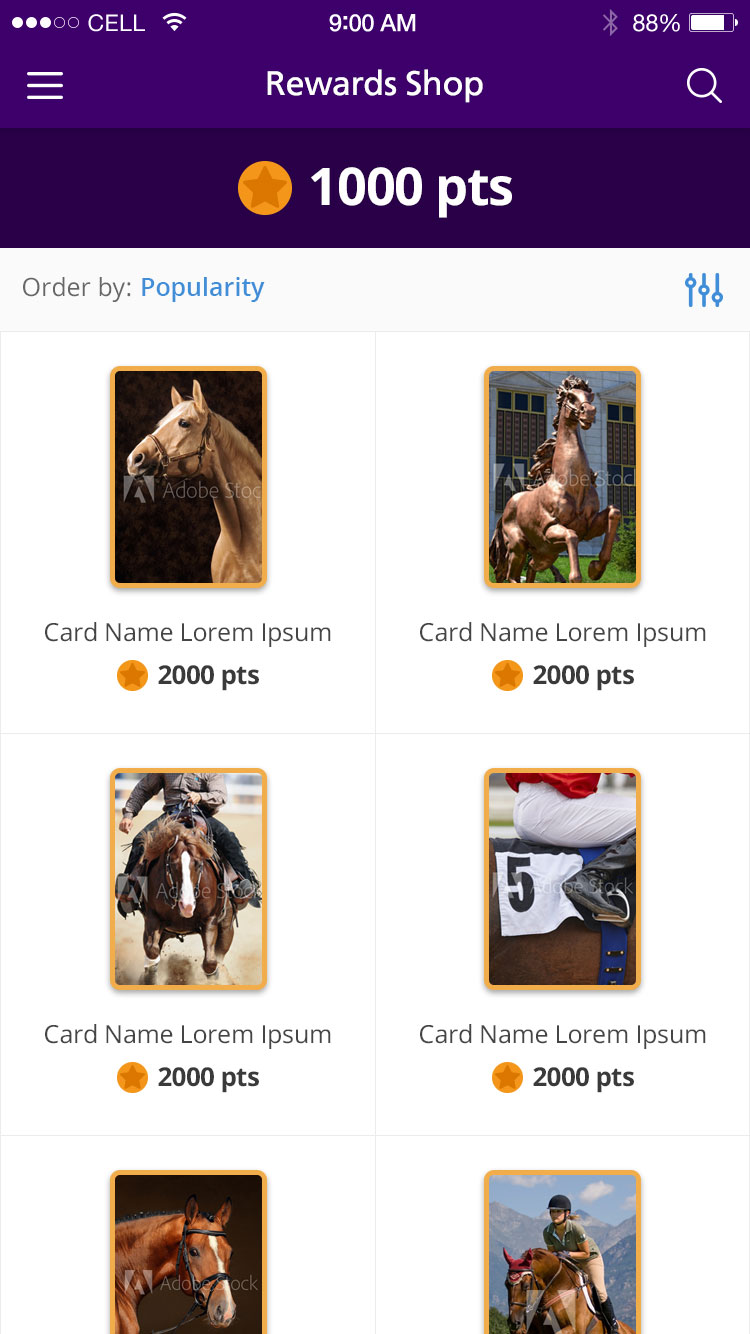 CELL 9:00 AM 88%
Rewards Shop
1000 pts
Order by: Popularity
Adobe Stoc
Adobe Stock
Card Name Lorem Ipsum
Card Name Lorem Ipsum
2000 pts
2000 pts
Adobe Stock
5
Adobe Stock
Card Name Lorem Ipsum
Card Name Lorem Ipsum
2000 pts
2000 pts
Adobe Stock